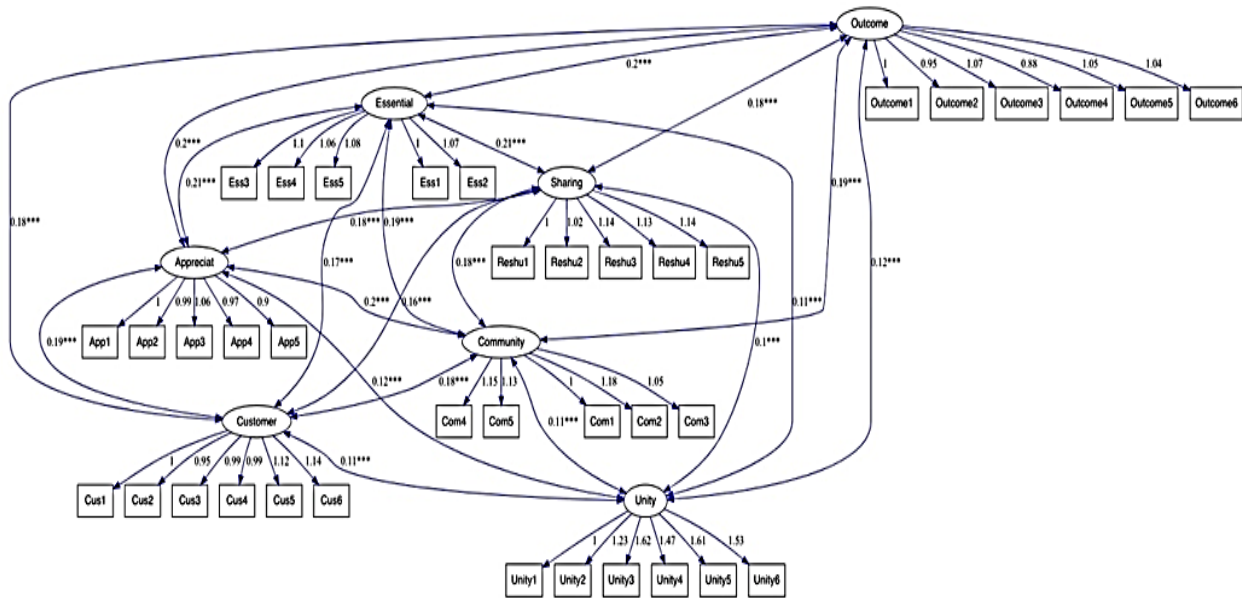 Outcome
1 0.95 1.07 0.88 1.05 1.04
Outcome1 Outcome2 Outcome3 Outcome4 Outcome5 Outcome6
0.2***
Essential
0.18***
0.2***
1.1 1.06 1.08 1 1.07
0.21***
Ess3 Ess4 Ess5 Ess1 Ess2
Sharing
0.21***
0.19***
0.18***
0.18*** 0.19***
1 1.02 1.14 1.13 1.14
Reshu1 Reshu2 Reshu3 Reshu4 Reshu5
Appreciat
0.17***
0.18***
0.12***
1 0.99 1.06 0.97 0.9
0.2*** 0.16***
0.11***
App1 App2 App3 App4 App5
Community
0.1***
0.19***
0.12***
0.18***
1.15 1.13 1 1.18 1.05
Com4 Com5 Com1 Com2 Com3
0.11***
Customer
1 0.95 0.99 0.99 1.12 1.14
0.11***
Cus1 Cus2 Cus3 Cus4 Cus5 Cus6
Unity
1 1.23 1.62 1.47 1.61 1.53
Unity1 Unity2 Unity3 Unity4 Unity5 Unity6